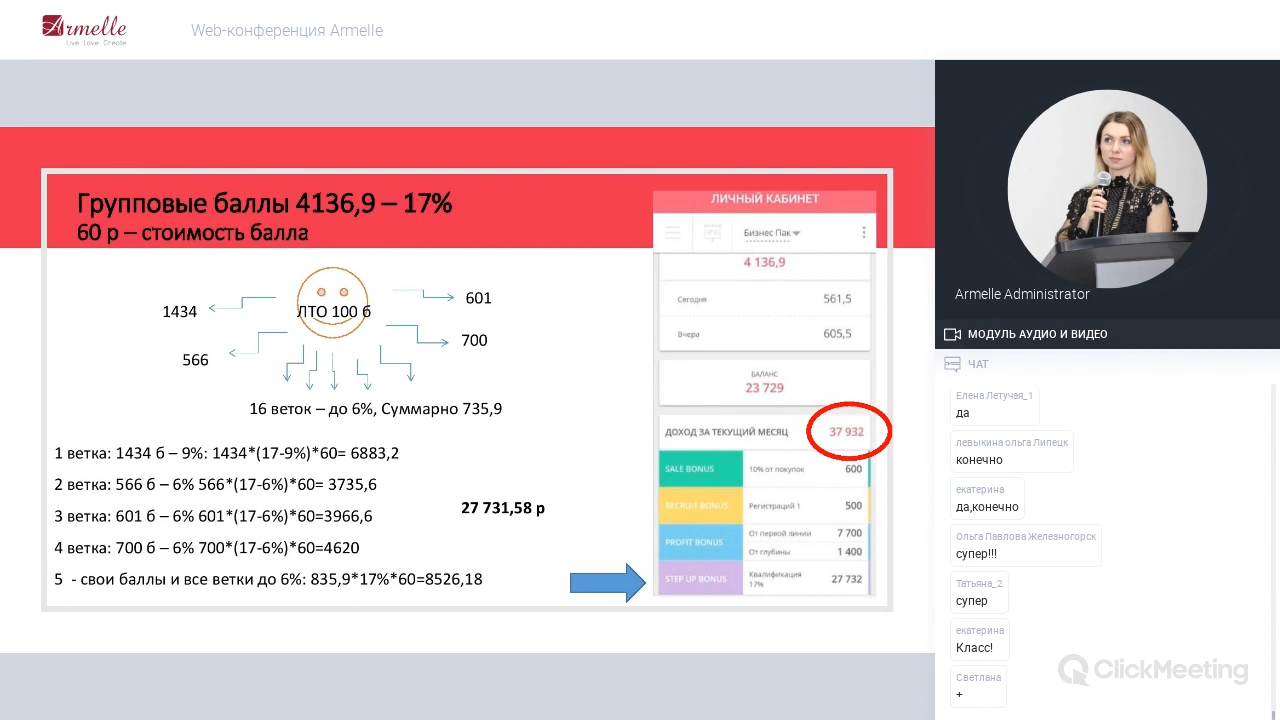 Armelle
Live Love Create
Web-конференция Armelle
Групповые баллы 4136,9 – 17%
60 р – стоимость балла
1434
566
ЛТО 100 б
601
700
16 веток – до 6%, Суммарно 735,9
1 ветка: 1434 б – 9%: 1434*(17-9%)*60= 6883,2
2 ветка: 566 б – 6% 566*(17-6%)*60= 3735,6
3 ветка: 601 б – 6% 601*(17-6%)*60=3966,6
4 ветка: 700 б – 6% 700*(17-6%)*60=4620
5 - свои баллы и все ветки до 6%: 835,9*17%*60=8526,18
27 731,58 р
ЛИЧНЫЙ КАБИНЕТ
Бизнес Пак
4 136,9
Сегодня 561,5
Вчера 605,5
БАЛАНС
23 729
ДОХОД ЗА ТЕКУЩИЙ МЕСЯЦ 37 932
SALE BONUS 10% от покупок 600
RECRUIT BONUS Регистраций 1 500
PROFIT BONUS От первой линии 7 700
От глубины 1 400
STEP UP BONUS Квалификация 17% 27 732
Armelle Administrator
МОДУЛЬ АУДИО И ВИДЕО
ЧАТ
Елена Летучая_1
да
левыкина ольга Липецк
конечно
екатерина
да,конечно
Ольга Павлова Железногорск
супер!!!
Татьяна_2
супер
екатерина
Класс!
Светлана
+
ClickMeeting